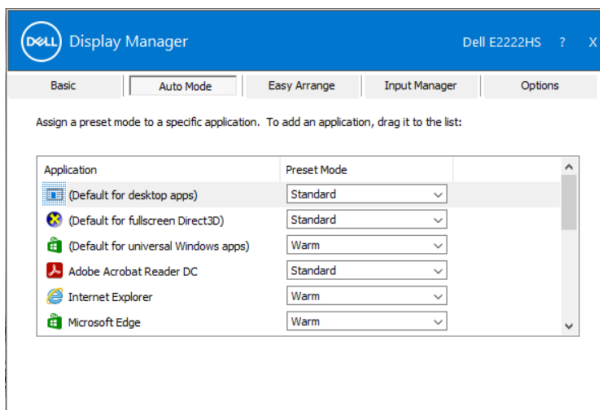 DELL Display Manager Dell E2222HS ? X
Basic Auto Mode Easy Arrange Input Manager Options
Assign a preset mode to a specific application. To add an application, drag it to the list:
Application Preset Mode
(Default for desktop apps) Standard
(Default for fullscreen Direct3D) Standard
(Default for universal Windows apps) Warm
Adobe Acrobat Reader DC Standard
Internet Explorer Warm
Microsoft Edge Warm